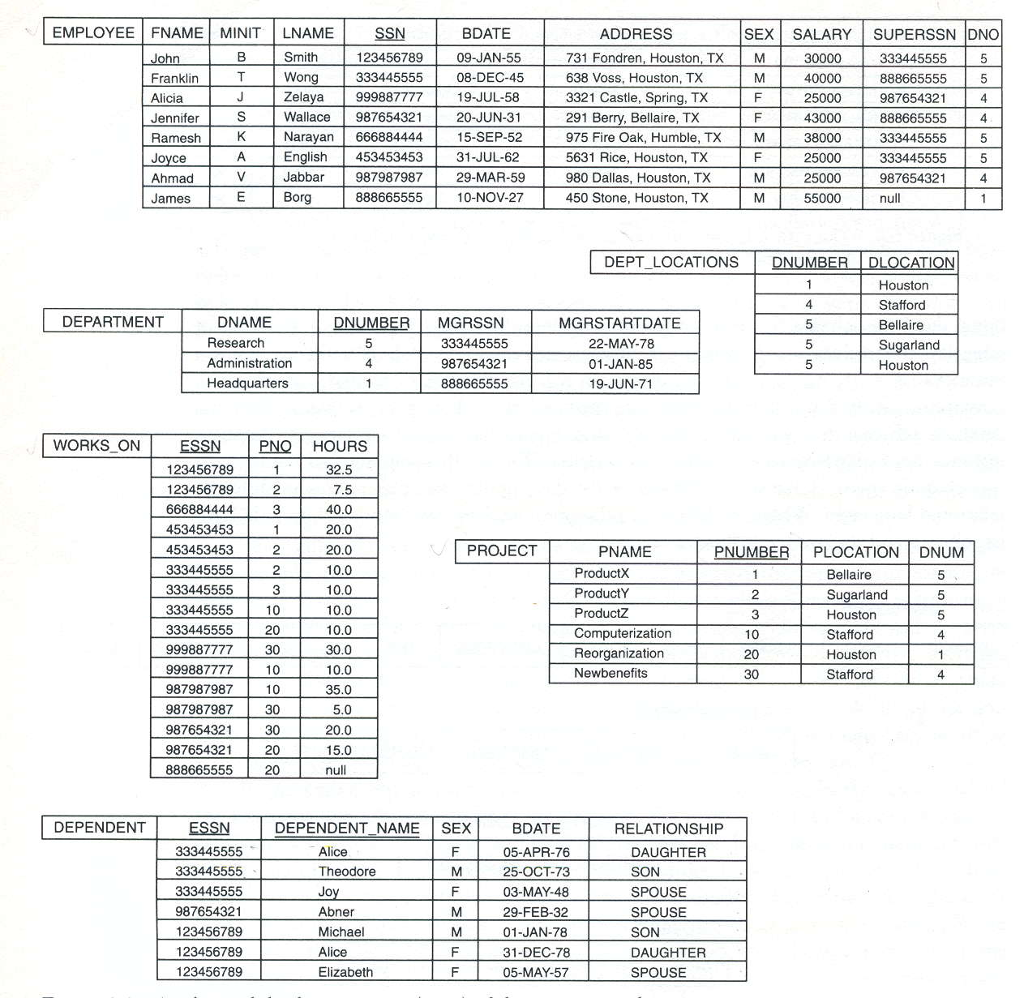 EMPLOYEE FNAME MINIT LNAME SSN BDATE ADDRESS SEX SALARY SUPERSSN DNO
John B Smith 123456789 09-JAN-55 731 Fondren, Houston, TX M 30000 333445555 5
Franklin T Wong 333445555 08-DEC-45 638 Voss, Houston, TX M 40000 888665555 5
Alicia J Zelaya 999887777 19-JUL-58 3321 Castle, Spring, TX F 25000 987654321 4
Jennifer S Wallace 987654321 20-JUN-31 291 Berry, Bellaire, TX F 43000 888665555 4
Ramesh K Narayan 666884444 15-SEP-52 975 Fire Oak, Humble, TX M 38000 333445555 5
Joyce A English 453453453 31-JUL-62 5631 Rice, Houston, TX F 25000 333445555 5
Ahmad V Jabbar 987987987 29-MAR-59 980 Dallas, Houston, TX M 25000 987654321 4
James E Borg 888665555 10-NOV-27 450 Stone, Houston, TX M 55000 null 1
DEPT_LOCATIONS DNUMBER DLOCATION
1 Houston
4 Stafford
5 Bellaire
5 Sugarland
5 Houston
DEPARTMENT DNAME DNUMBER MGRSSN MGRSTARTDATE
Research 5 333445555 22-MAY-78
Administration 4 987654321 01-JAN-85
Headquarters 1 888665555 19-JUN-71
WORKS_ON ESSN PNO HOURS
123456789 1 32.5
123456789 2 7.5
666884444 3 40.0
453453453 1 20.0
453453453 2 20.0
333445555 2 10.0
333445555 3 10.0
333445555 10 10.0
333445555 20 10.0
999887777 30 30.0
999887777 10 10.0
987987987 10 35.0
987987987 30 5.0
987654321 30 20.0
987654321 20 15.0
888665555 20 null
PROJECT PNAME PNUMBER PLOCATION DNUM
ProductX 1 Bellaire 5
ProductY 2 Sugarland 5
ProductZ 3 Houston 5
Computerization 10 Stafford 4
Reorganization 20 Houston 1
Newbenefits 30 Stafford 4
DEPENDENT ESSN DEPENDENT_NAME SEX BDATE RELATIONSHIP
333445555 Alice F 05-APR-76 DAUGHTER
333445555 Theodore M 25-OCT-73 SON
333445555 Joy F 03-MAY-48 SPOUSE
987654321 Abner M 29-FEB-32 SPOUSE
123456789 Michael M 01-JAN-78 SON
123456789 Alice F 31-DEC-78 DAUGHTER
123456789 Elizabeth F 05-MAY-57 SPOUSE